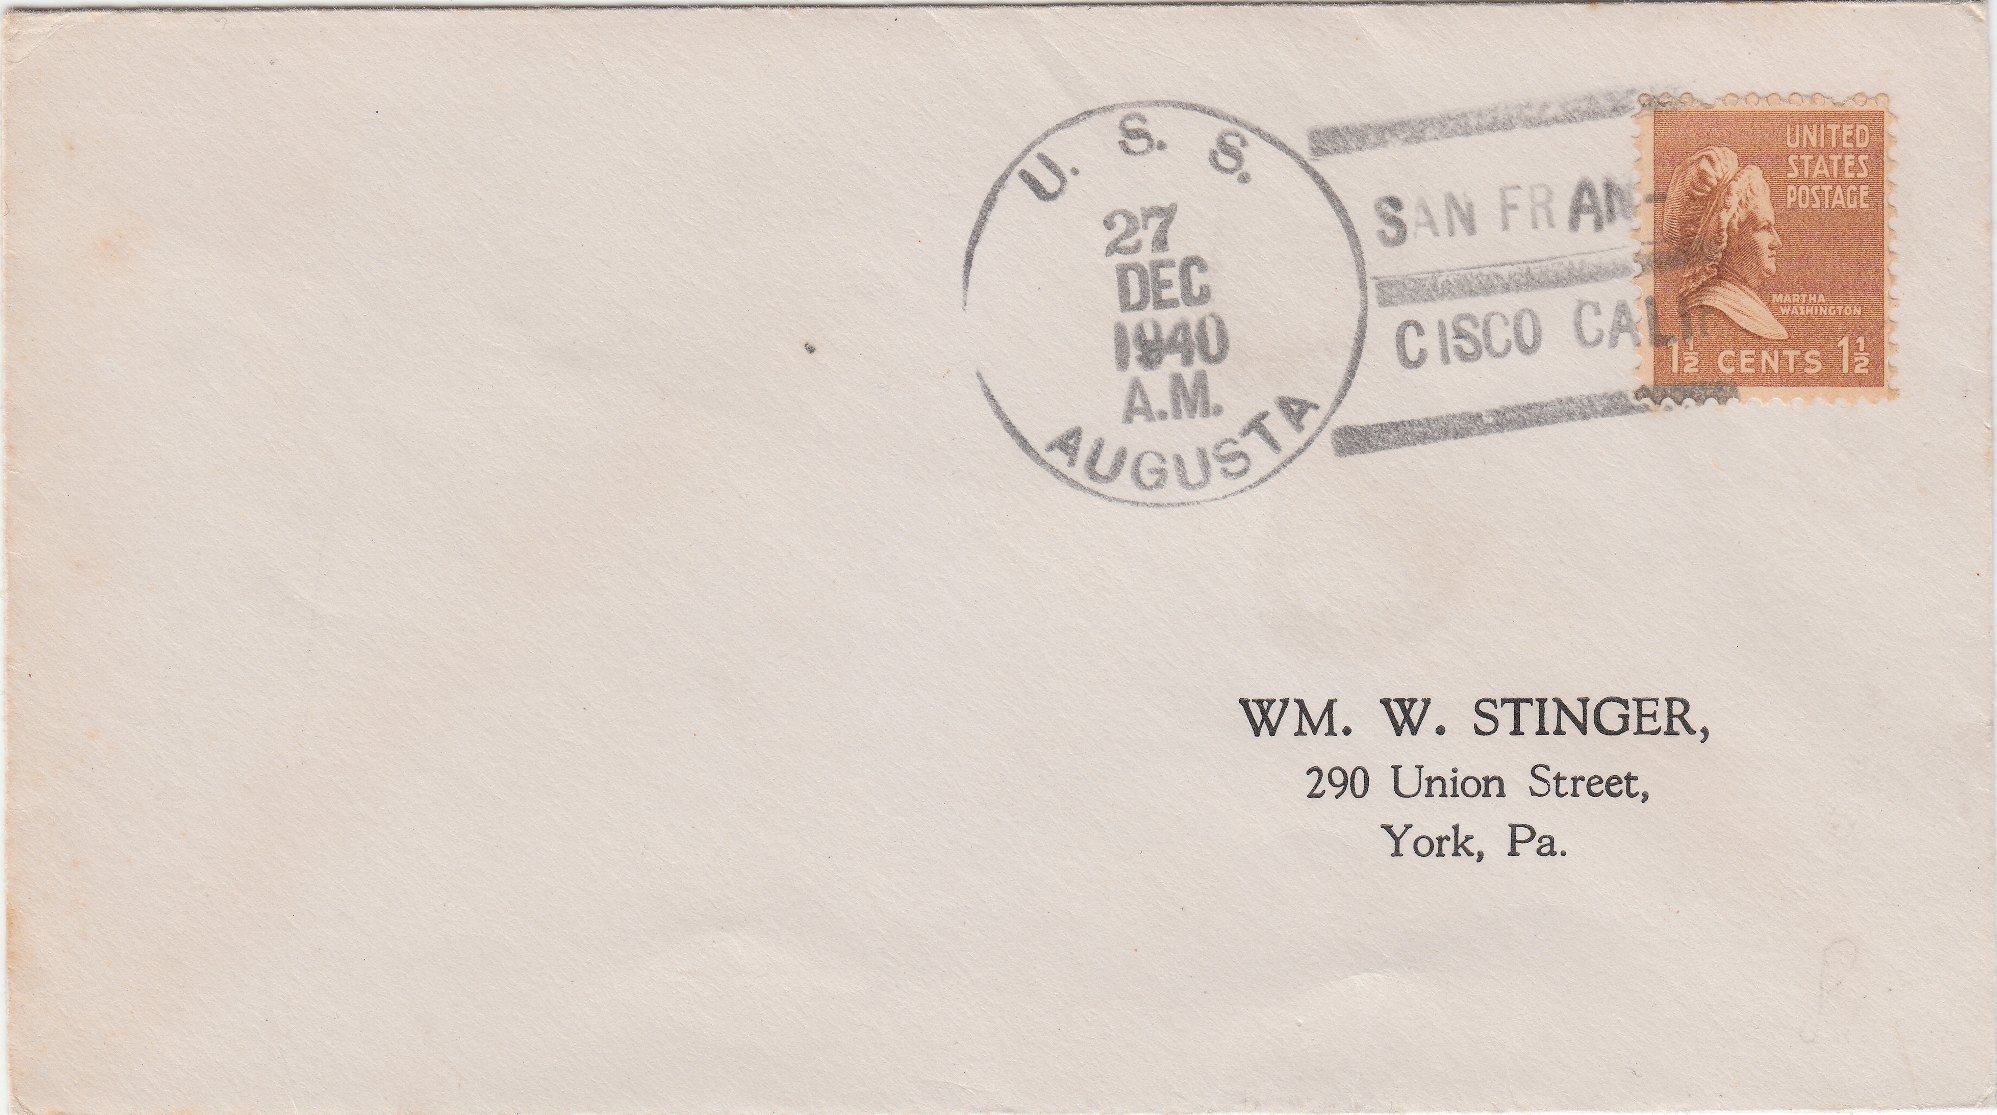 U. S. S.
27
DEC
1940
A.M.
AUGUSTA
SAN FRAN-
CISCO CALIF
UNITED
STATES
POSTAGE
MARTHA
WASHINGTON
1½ CENTS 1½
WM. W. STINGER,
290 Union Street,
York, Pa.